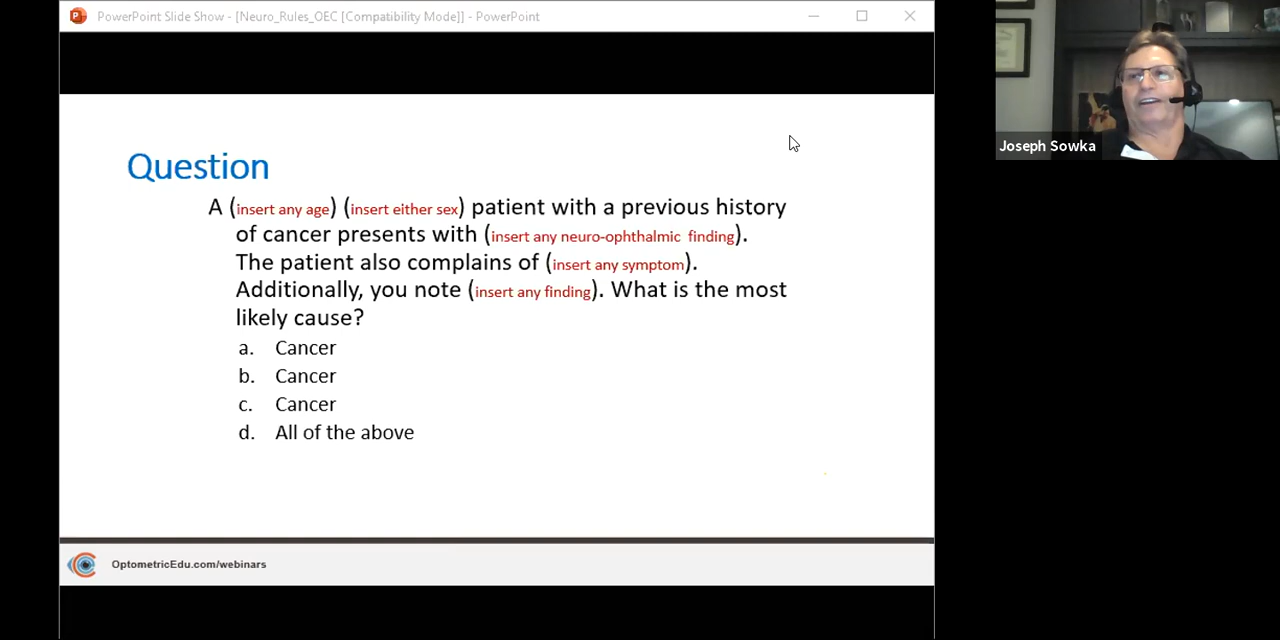 PowerPoint Slide Show - [Neuro_Rules_OEC [Compatibility Mode]] - PowerPoint
Joseph Sowka
Question
A (insert any age) (insert either sex) patient with a previous history
of cancer presents with (insert any neuro-ophthalmic finding).
The patient also complains of (insert any symptom).
Additionally, you note (insert any finding). What is the most
likely cause?
a. Cancer
b. Cancer
c. Cancer
d. All of the above
OptometricEdu.com/webinars